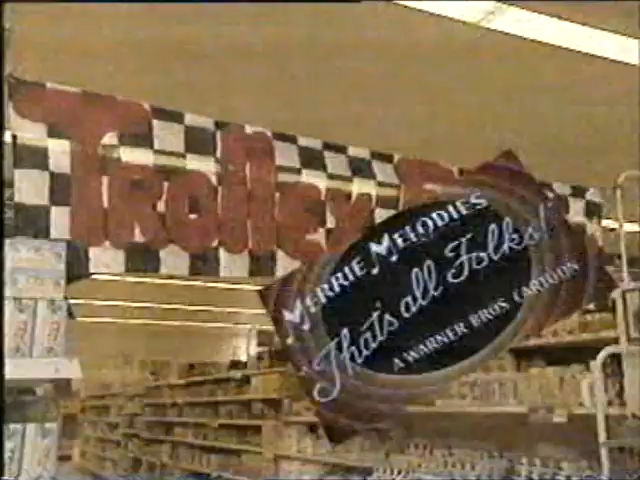 Trolley
MERRIE MELODIES
That's all Folks!
A WARNER BROS. CARTOON